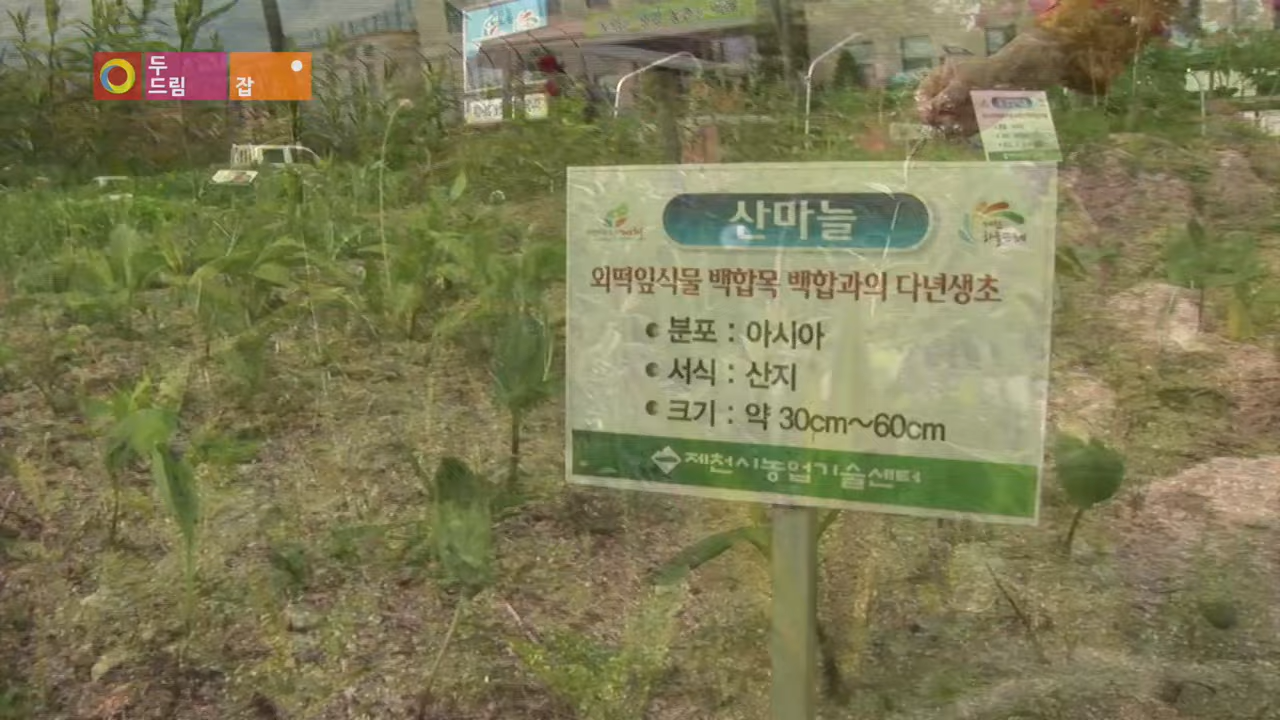 두
드림 잡
산마늘
외떡잎식물 백합목 백합과의 다년생초
분포 : 아시아
서식 : 산지
크기 : 약 30cm~60cm
제천시농업기술센터